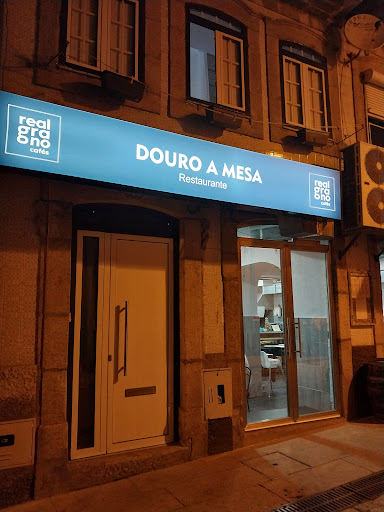 real
gra
no
cafés
DOURO A MESA
Restaurante
real
gra
no
cafés